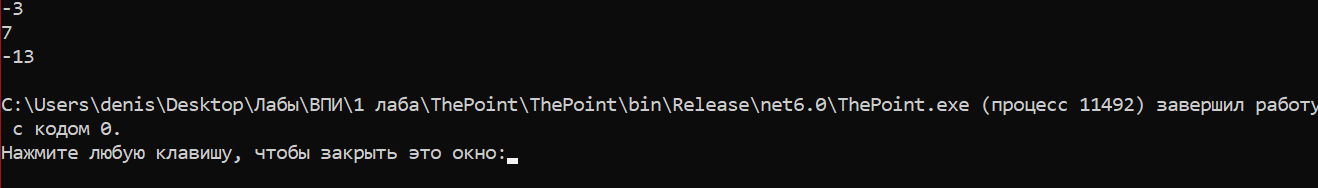 -3
7
-13
C:\Users\denis\Desktop\Лабы\ВПИ\1 лаба\ThePoint\ThePoint\bin\Release\net6.0\ThePoint.exe (процесс 11492) завершил работу
с кодом 0.
Нажмите любую клавишу, чтобы закрыть это окно: